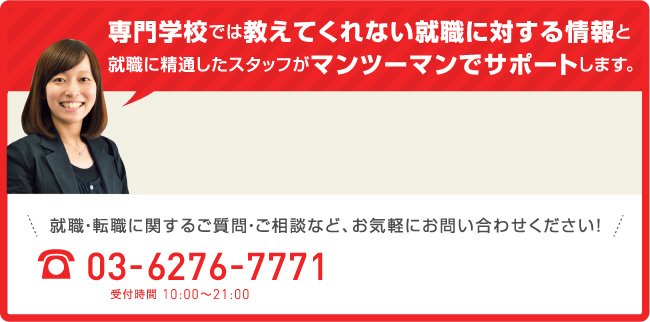 専門学校では教えてくれない就職に対する情報と
就職に精通したスタッフがマンツーマンでサポートします。
就職・転職に関するご質問・ご相談など、お気軽にお問い合わせください!
03-6276-7771
受付時間 10:00〜21:00